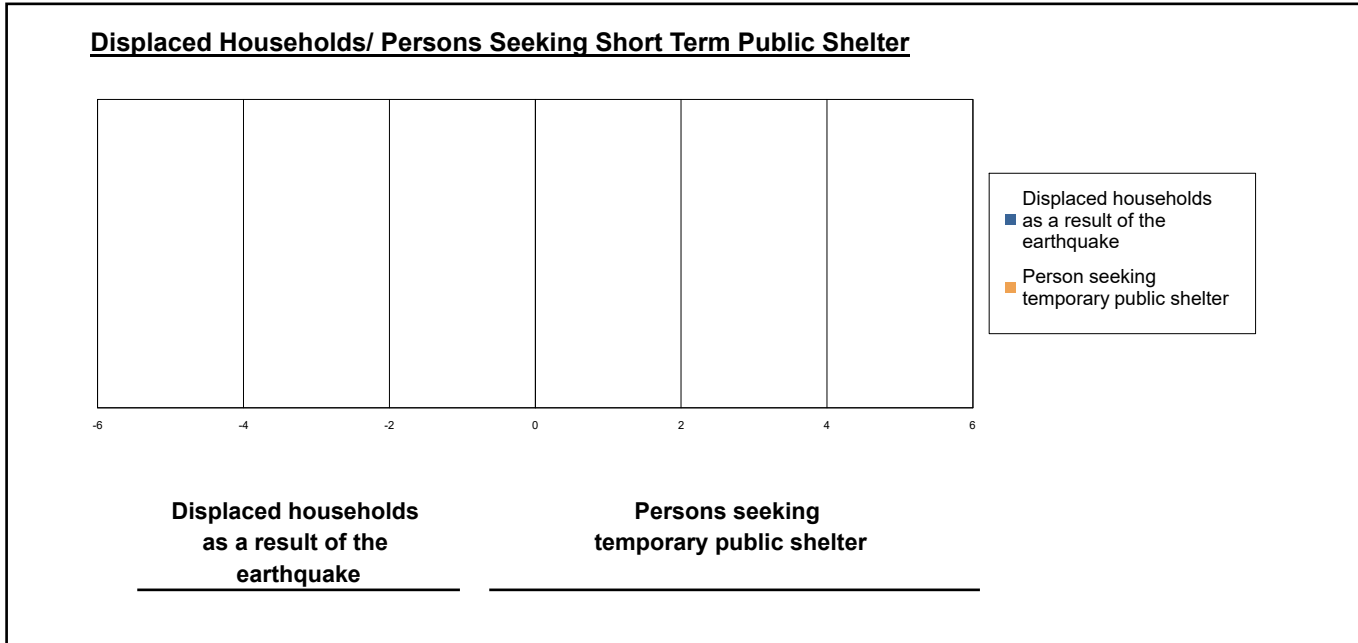 Displaced Households/ Persons Seeking Short Term Public Shelter
-6 -4 -2 0 2 4 6
Displaced households
as a result of the
earthquake
Person seeking
temporary public shelter
Displaced households
as a result of the
earthquake
Persons seeking
temporary public shelter